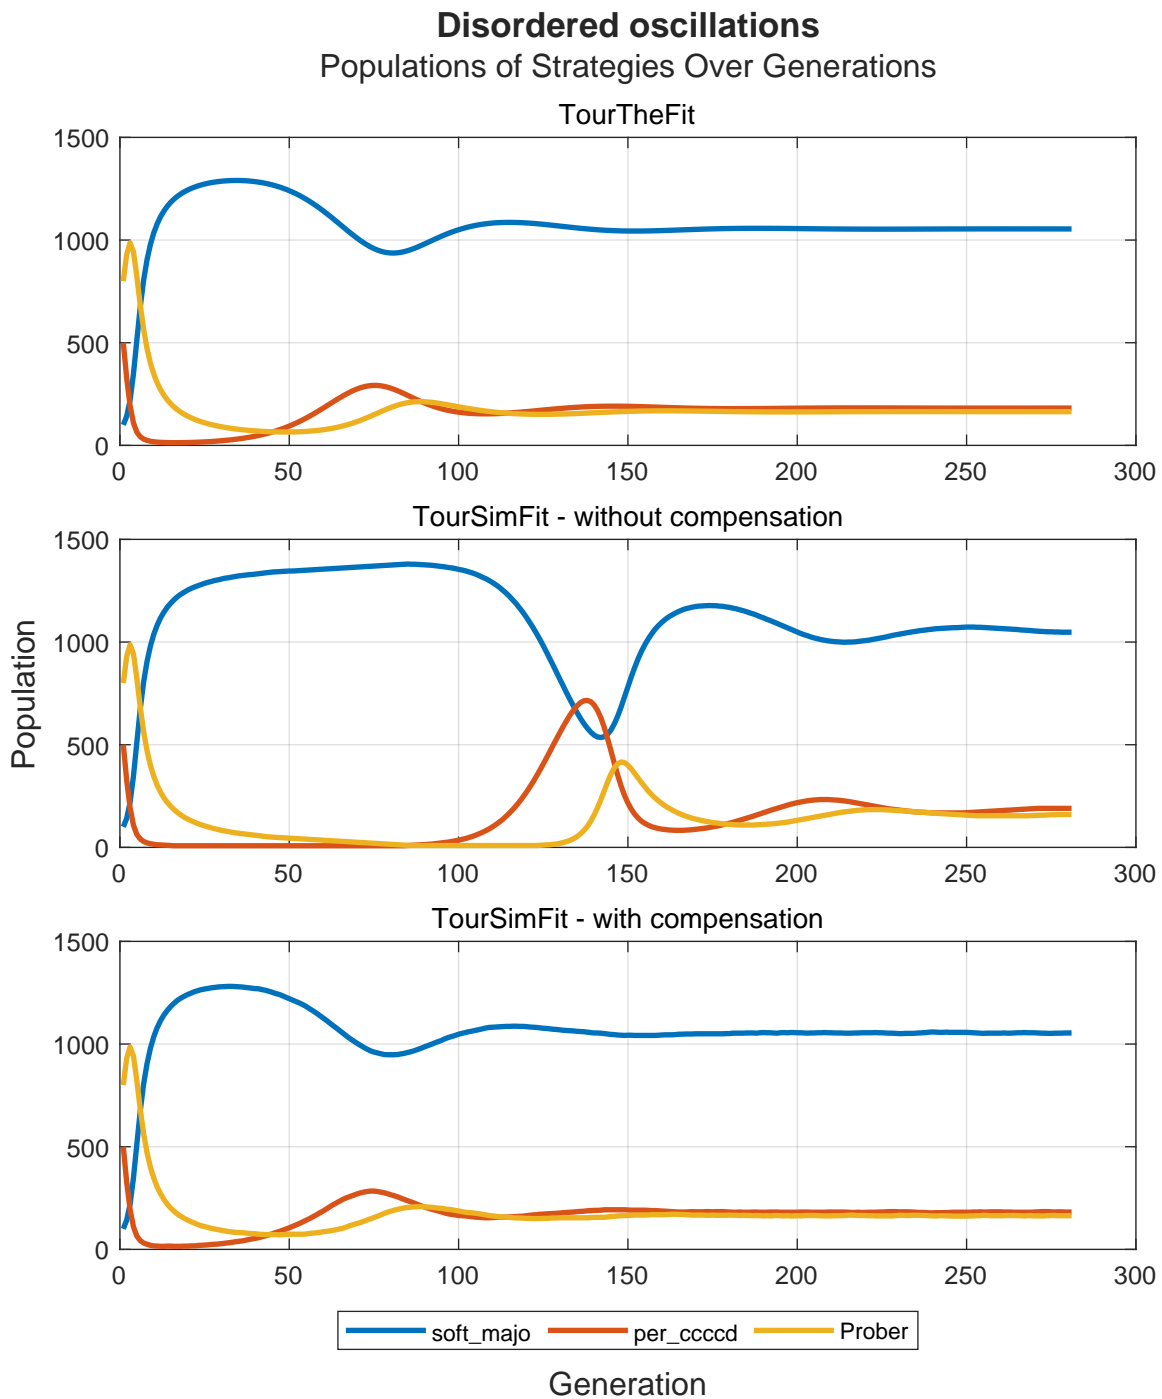 Disordered oscillations
Populations of Strategies Over Generations
TourTheFit
1500
1000
500
0
0 50 100 150 200 250 300
TourSimFit - without compensation
1500
1000
500
0
0 50 100 150 200 250 300
Population
TourSimFit - with compensation
1500
1000
500
0
0 50 100 150 200 250 300
soft_majo per_ccccd Prober
Generation